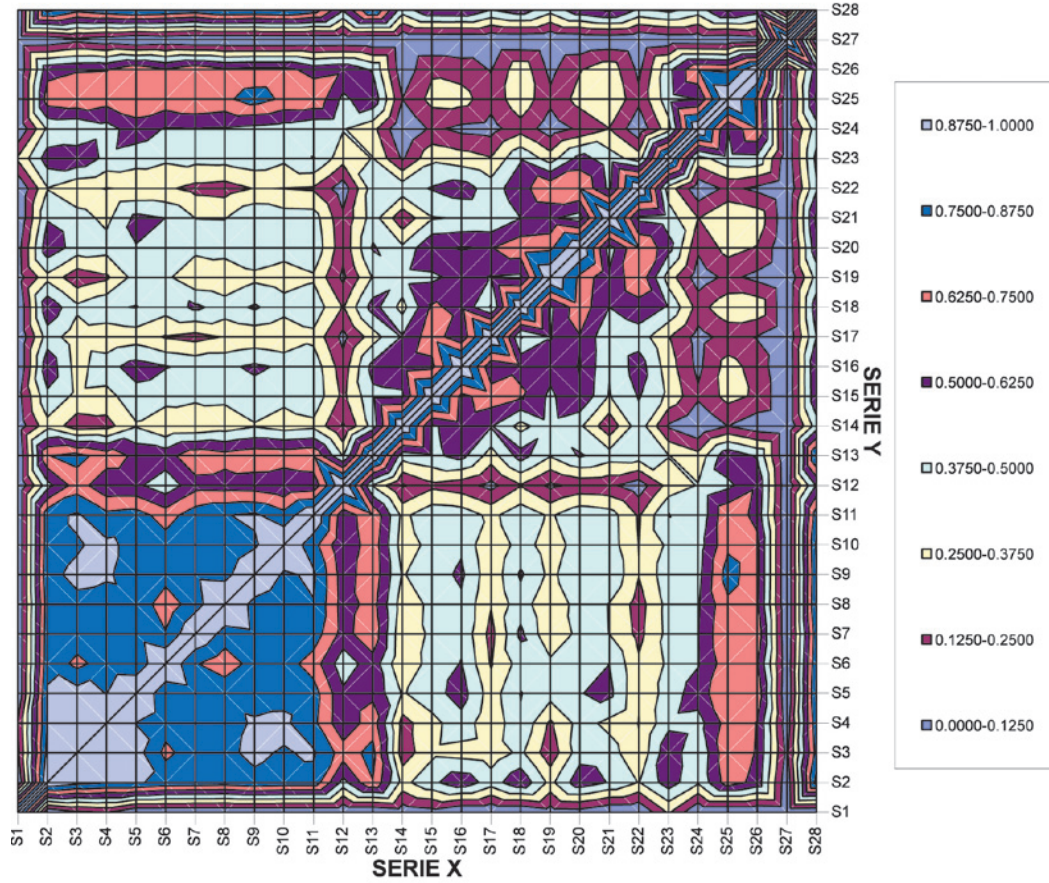 S28
S27
S26
S25
S24
S23
S22
S21
S20
S19
S18
S17
S16
S15
S14
S13
S12
S11
S10
S9
S8
S7
S6
S5
S4
S3
S2
S1
SERIE Y
S1
S2
S3
S4
S5
S6
S7
S8
S9
S10
S11
S12
S13
S14
S15
S16
S17
S18
S19
S20
S21
S22
S23
S24
S25
S26
S27
S28
SERIE X
0.8750-1.0000
0.7500-0.8750
0.6250-0.7500
0.5000-0.6250
0.3750-0.5000
0.2500-0.3750
0.1250-0.2500
0.0000-0.1250